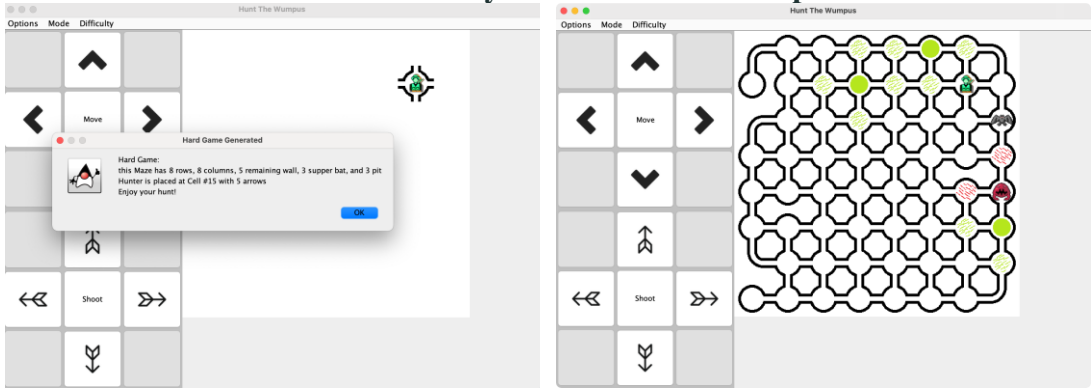 Hunt The Wumpus
Options Mode Difficulty
Move
Hard Game Generated
Hard Game:
this Maze has 8 rows, 8 columns, 5 remaining wall, 3 supper bat, and 3 pit
Hunter is placed at Cell #15 with 5 arrows
Enjoy your hunt!
OK
Shoot
Hunt The Wumpus
Options Mode Difficulty
Move
Shoot